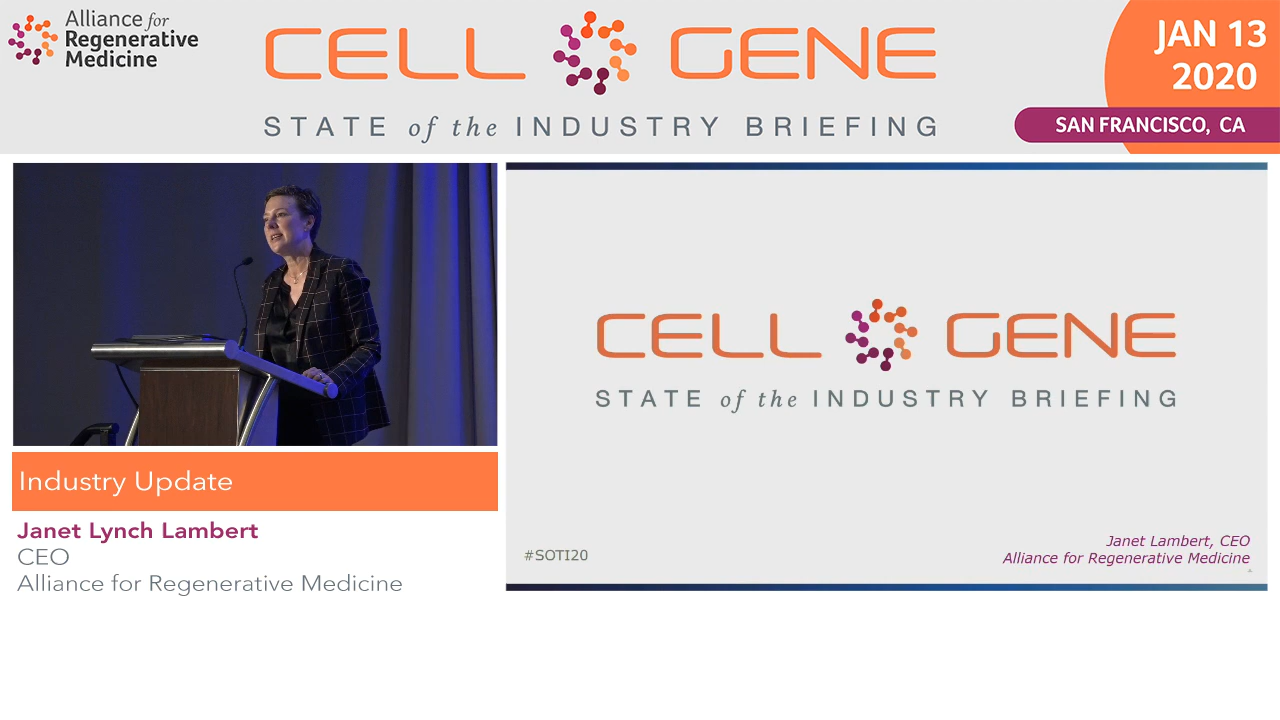 Alliance for
Regenerative
Medicine
CELL GENE
STATE of the INDUSTRY BRIEFING
JAN 13
2020
SAN FRANCISCO, CA
Industry Update
Janet Lynch Lambert
CEO
Alliance for Regenerative Medicine
CELL GENE
STATE of the INDUSTRY BRIEFING
#SOTI20
Janet Lambert, CEO
Alliance for Regenerative Medicine